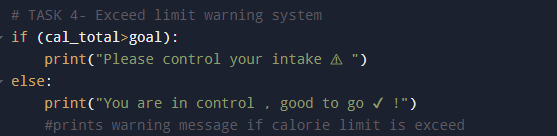 # TASK 4- Exceed limit warning system
if (cal_total>goal):
print("Please control your intake ⚠ ")
else:
print("You are in control , good to go ✓ !")
#prints warning message if calorie limit is exceed